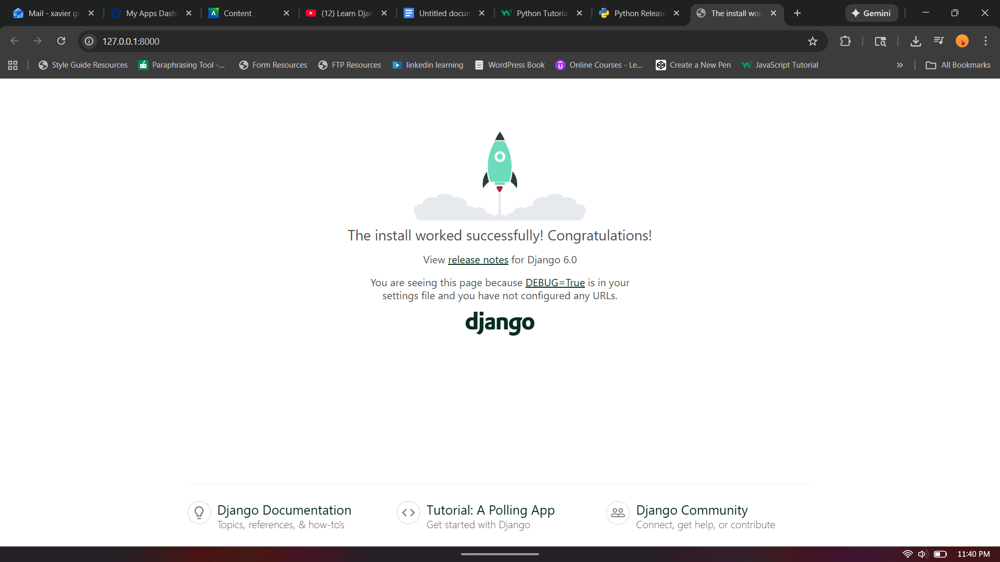 Mail - xavier gr
My Apps Dash
Content
(12) Learn Djan
Untitled docum
Python Tutoria
Python Release
The install wor
Gemini
127.0.0.1:8000
Style Guide Resources
Paraphrasing Tool -...
Form Resources
FTP Resources
linkedin learning
WordPress Book
Online Courses - Le...
Create a New Pen
JavaScript Tutorial
All Bookmarks
The install worked successfully! Congratulations!
View release notes for Django 6.0
You are seeing this page because DEBUG=True is in your
settings file and you have not configured any URLs.
django
Django Documentation
Topics, references, & how-to's
Tutorial: A Polling App
Get started with Django
Django Community
Connect, get help, or contribute
11:40 PM